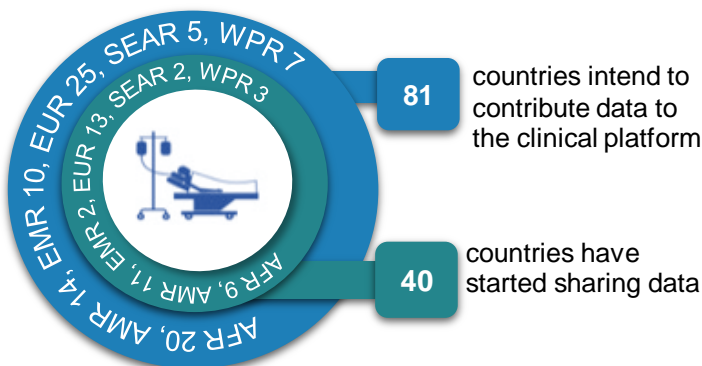 AFR 20, AMR 14, EMR 10, EUR 25, SEAR 5, WPR 7
AFR 9, AMR 11, EMR 2, EUR 13, SEAR 2, WPR 3
81
countries intend to
contribute data to
the clinical platform
40
countries have
started sharing data